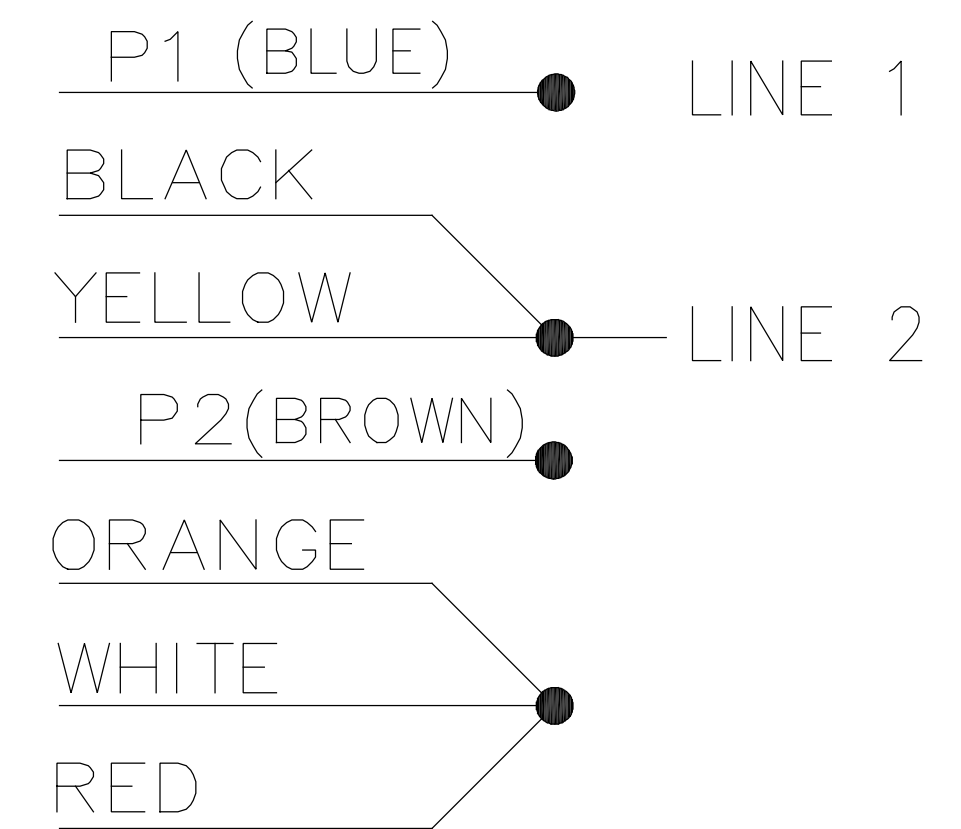 P1 (BLUE) LINE 1
BLACK
YELLOW LINE 2
P2(BROWN)
ORANGE
WHITE
RED